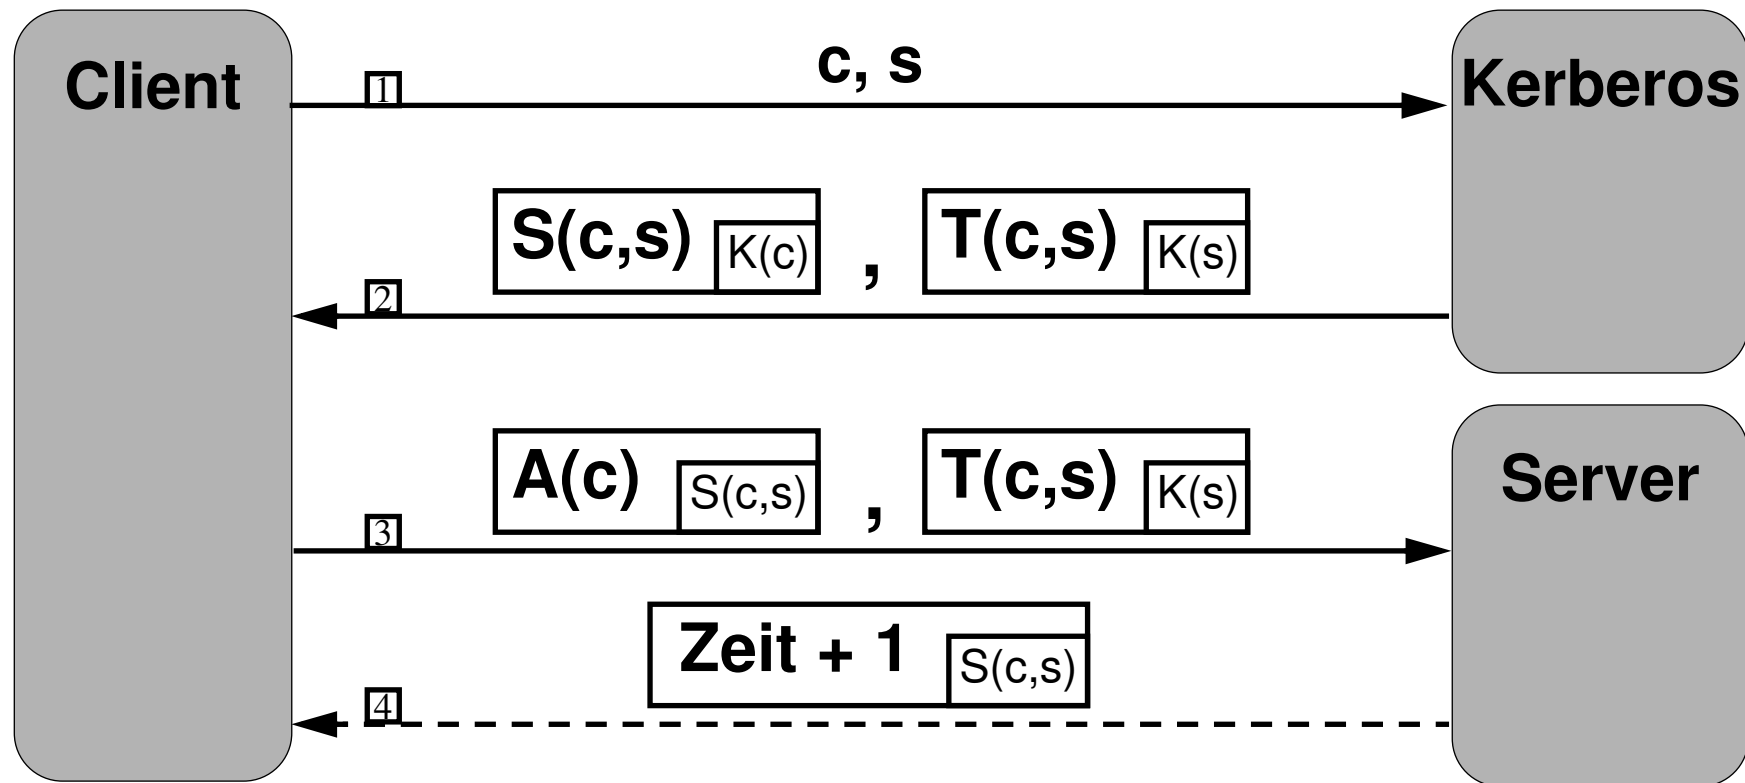 Client
Kerberos
1
c, s
S(c,s) K(c) , T(c,s) K(s)
2
A(c) S(c,s) , T(c,s) K(s)
3
Server
Zeit + 1 S(c,s)
4